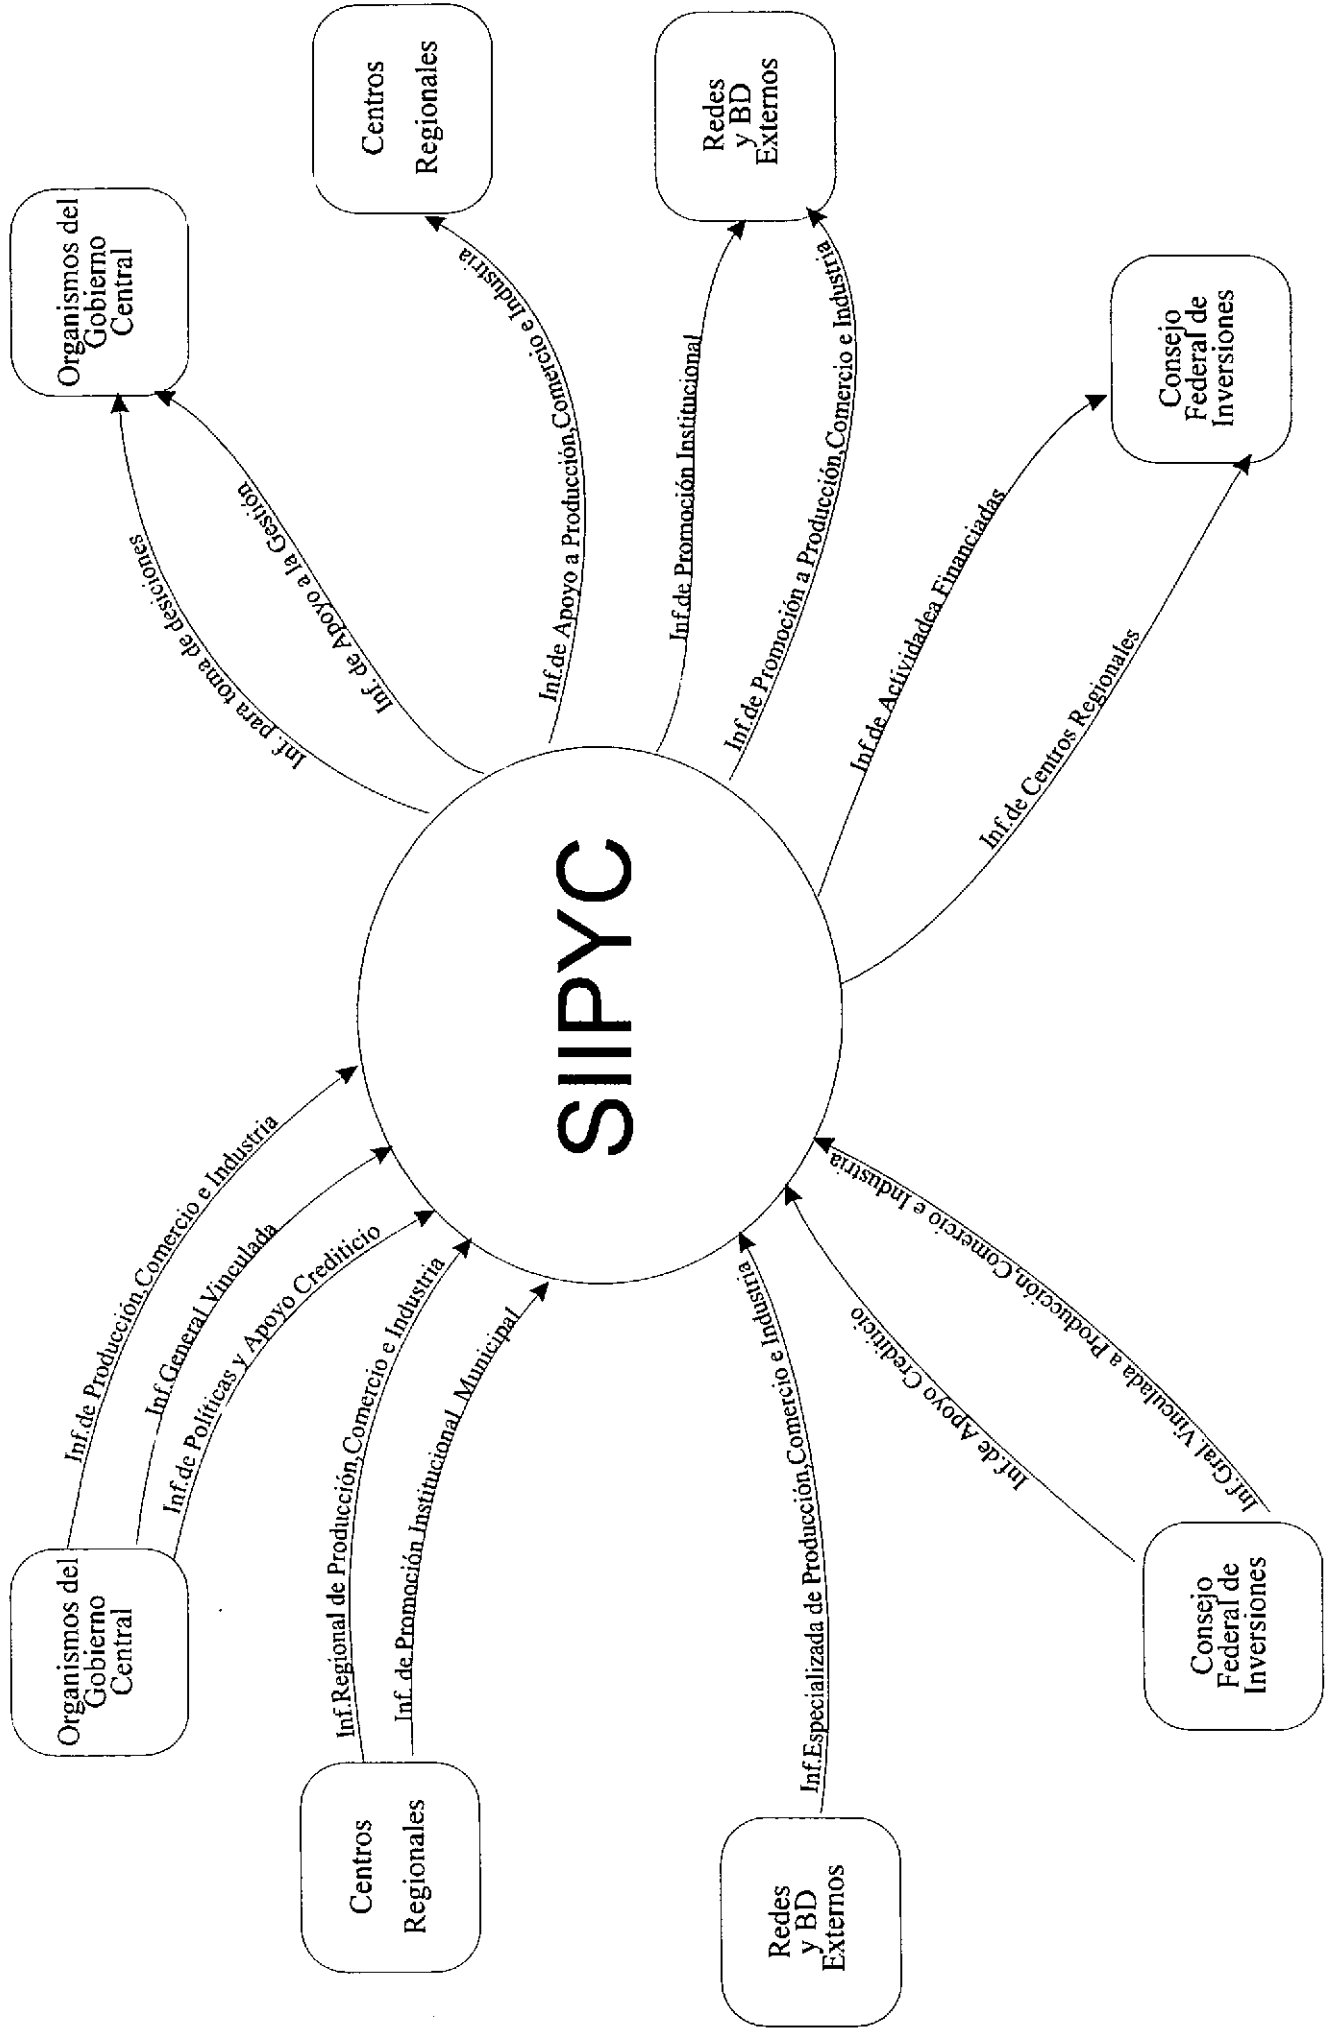 Organismos del
Gobierno
Central
Inf.de Producción,Comercio e Industria
Inf.General Vinculada
Inf.de Políticas y Apoyo Crediticio
Centros
Regionales
Inf.Regional de Producción,Comercio e Industria
Inf. de Promoción Institucional Municipal
Redes
y BD
Externos
Inf.Especializada de Producción,Comercio e Industria
Consejo
Federal de
Inversiones
Inf.de Apoyo Crediticio
Inf.Gral.Vinculada a Producción,Comercio e Industria
SIIPYC
Inf. para toma de desiciones
Inf. de Apoyo a la Gestión
Organismos del
Gobierno
Central
Inf.de Apoyo a Producción,Comercio e Industria
Centros
Regionales
Inf.de Promoción Institucional
Inf.de Promoción a Producción,Comercio e Industria
Redes
y BD
Externos
Inf.de Actividadea Financiadas
Inf.de Centros Regionales
Consejo
Federal de
Inversiones